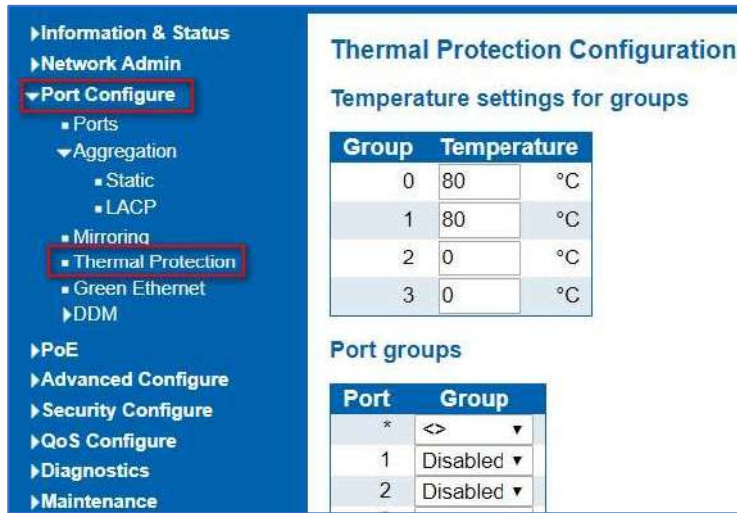 Information & Status
Network Admin
Port Configure
Ports
Aggregation
Static
LACP
Mirroring
Thermal Protection
Green Ethernet
DDM
PoE
Advanced Configure
Security Configure
QoS Configure
Diagnostics
Maintenance
Thermal Protection Configuration
Temperature settings for groups
Group Temperature
0 80 °C
1 80 °C
2 0 °C
3 0 °C
Port groups
Port Group
* <>
1 Disabled
2 Disabled